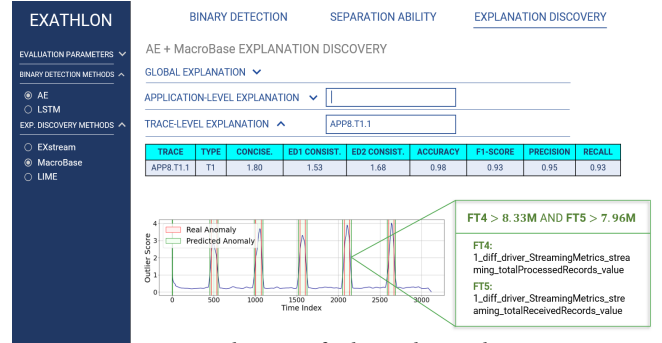 EXATHLON
EVALUATION PARAMETERS
BINARY DETECTION METHODS
AE
LSTM
EXP. DISCOVERY METHODS
EXstream
MacroBase
LIME
BINARY DETECTION SEPARATION ABILITY EXPLANATION DISCOVERY
AE + MacroBase EXPLANATION DISCOVERY
GLOBAL EXPLANATION
APPLICATION-LEVEL EXPLANATION
TRACE-LEVEL EXPLANATION APP8.T1.1
TRACE TYPE CONCISE. ED1 CONSIST. ED2 CONSIST. ACCURACY F1-SCORE PRECISION RECALL
APP8.T1.1 T1 1.80 1.53 1.68 0.98 0.93 0.95 0.93
Outlier Score
4
3
2
1
0
Real Anomaly
Predicted Anomaly
0 500 1000 1500 2000 2500 3000
Time Index
FT4 > 8.33M AND FT5 > 7.96M
FT4:
1_diff_driver_StreamingMetrics_strea
ming_totalProcessedRecords_value
FT5:
1_diff_driver_StreamingMetrics_stre
aming_totalReceivedRecords_value